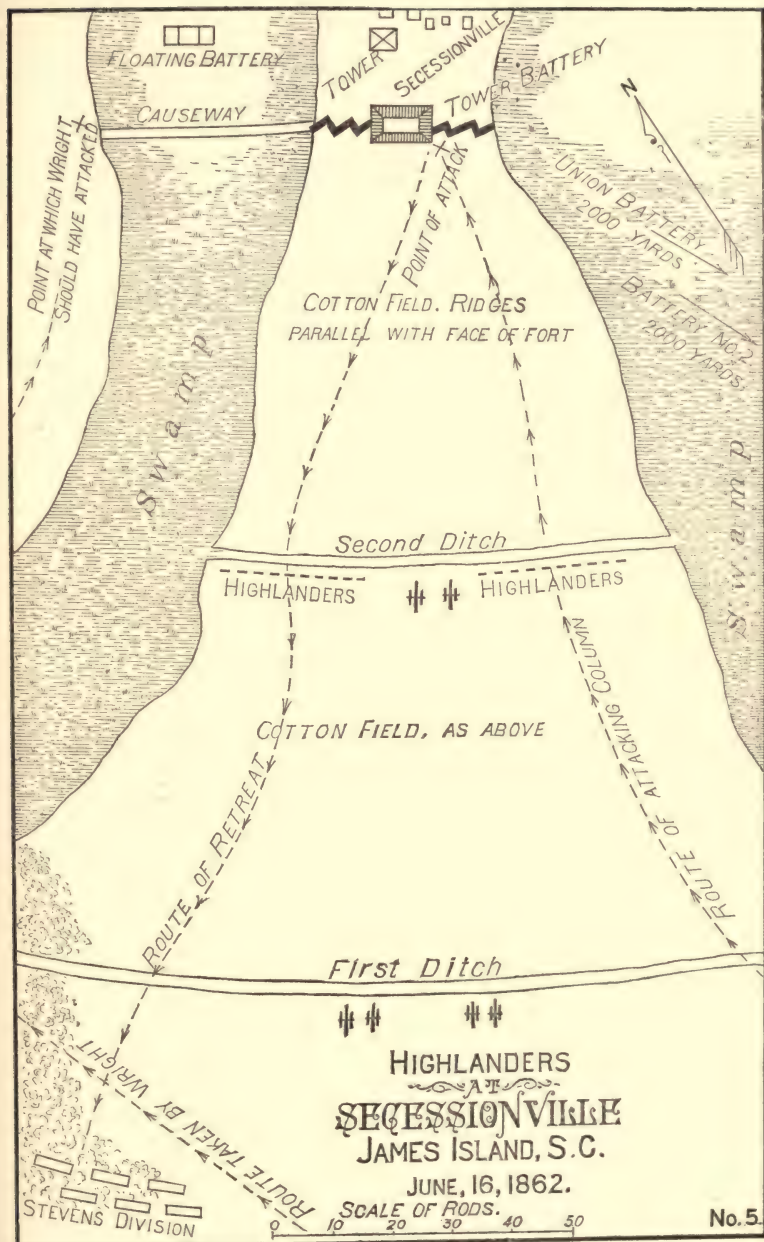 FLOATING BATTERY
TOWER
SECESSIONVILLE
TOWER BATTERY
CAUSEWAY
N
POINT AT WHICH WRIGHT
SHOULD HAVE ATTACKED
POINT OF ATTACK
UNION BATTERY
2000 YARDS
BATTERY NO. 2
2000 YARDS.
COTTON FIELD. RIDGES
PARALLEL WITH FACE OF FORT
Swamp
Swamp
Second Ditch
HIGHLANDERS
HIGHLANDERS
COTTON FIELD, AS ABOVE
ROUTE OF RETREAT
ROUTE OF ATTACKING COLUMN
First Ditch
ROUTE TAKEN BY WRIGHT
STEVENS DIVISION
HIGHLANDERS
AT
SECESSIONVILLE
JAMES ISLAND, S.C.
JUNE, 16, 1862.
SCALE OF RODS.
0 10 20 30 40 50
No. 5.